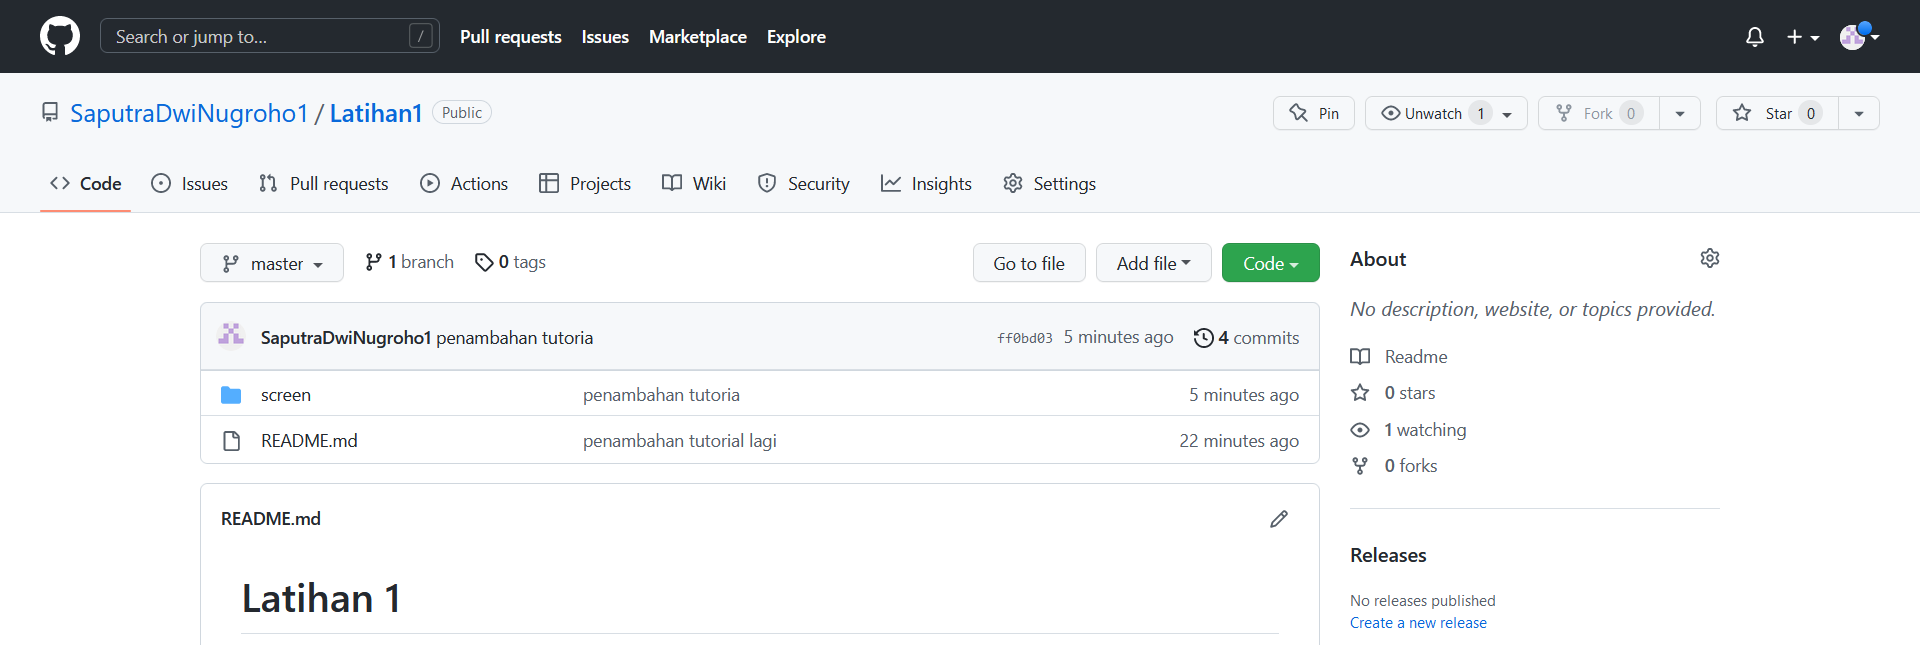 Search or jump to... /
Pull requests Issues Marketplace Explore
SaputraDwiNugroho1 / Latihan1 Public
Pin Unwatch 1 Fork 0 Star 0
Code Issues Pull requests Actions Projects Wiki Security Insights Settings
master 1 branch 0 tags Go to file Add file Code
SaputraDwiNugroho1 penambahan tutoria ff0bd03 5 minutes ago 4 commits
screen penambahan tutoria 5 minutes ago
README.md penambahan tutorial lagi 22 minutes ago
README.md
Latihan 1
About
No description, website, or topics provided.
Readme
0 stars
1 watching
0 forks
Releases
No releases published
Create a new release